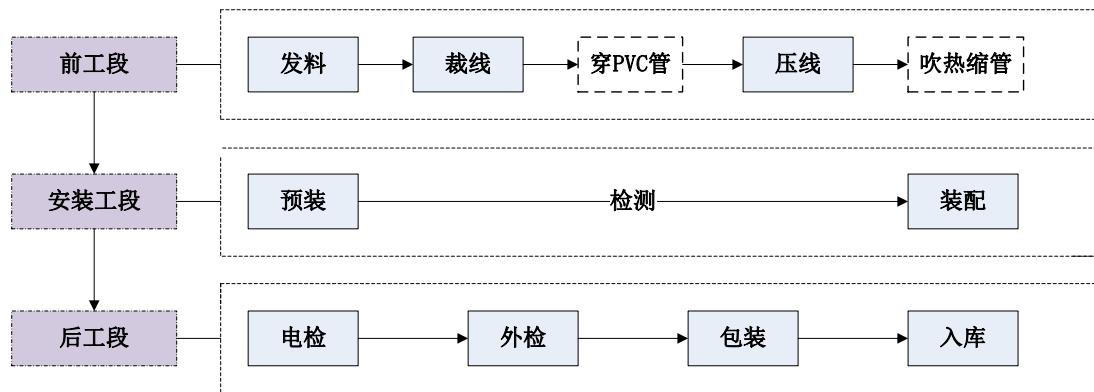 前工段
发料
裁线
穿PVC管
压线
吹热缩管
安装工段
预装
检测
装配
后工段
电检
外检
包装
入库